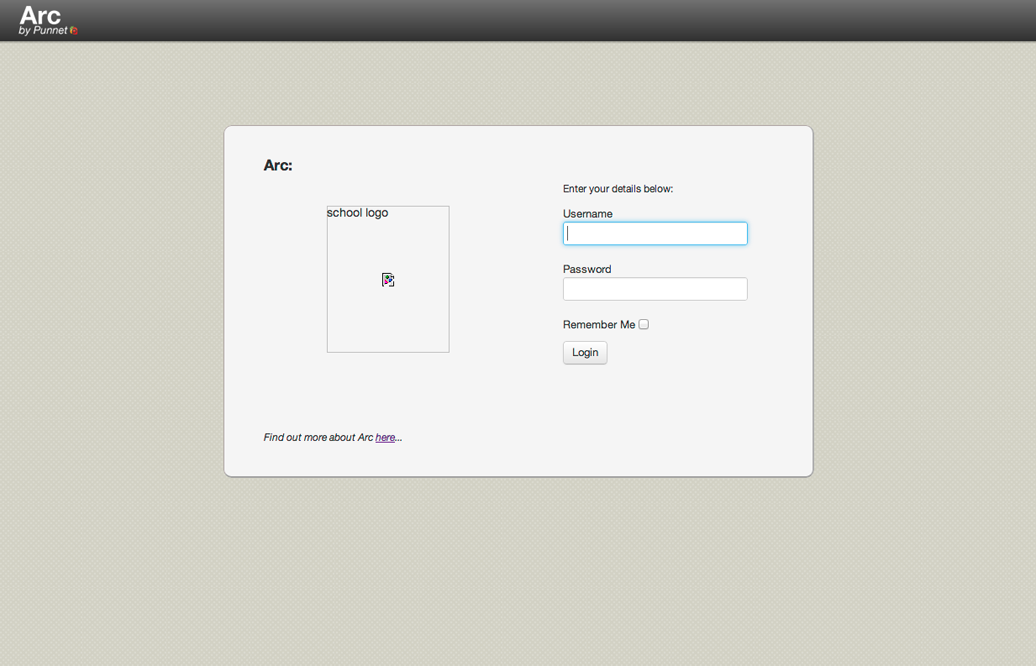 Arc
by Punnet
Arc:
Enter your details below:
school logo
Username
Password
Remember Me
Login
Find out more about Arc here...